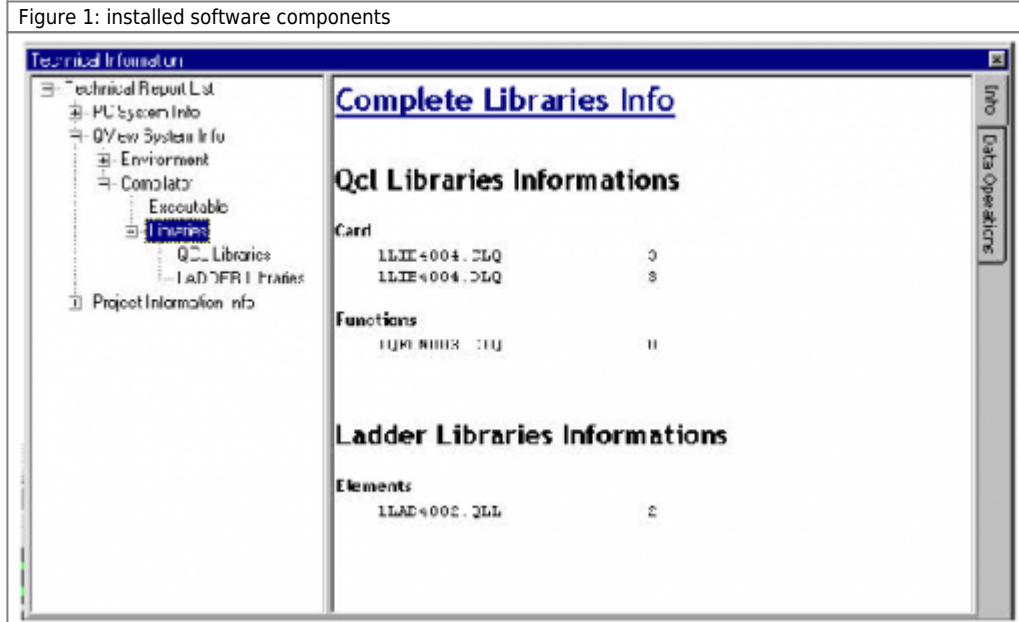 Figure 1: installed software components
Technical Information
Technical Report List
PC System Info
QView System Info
Environment
Compilator
Executable
Libraries
QCL Libraries
LADDER Libraries
Project Information Info
Complete Libraries Info
Qcl Libraries Informations
Card
Functions
Ladder Libraries Informations
Elements
Info
Data Operations